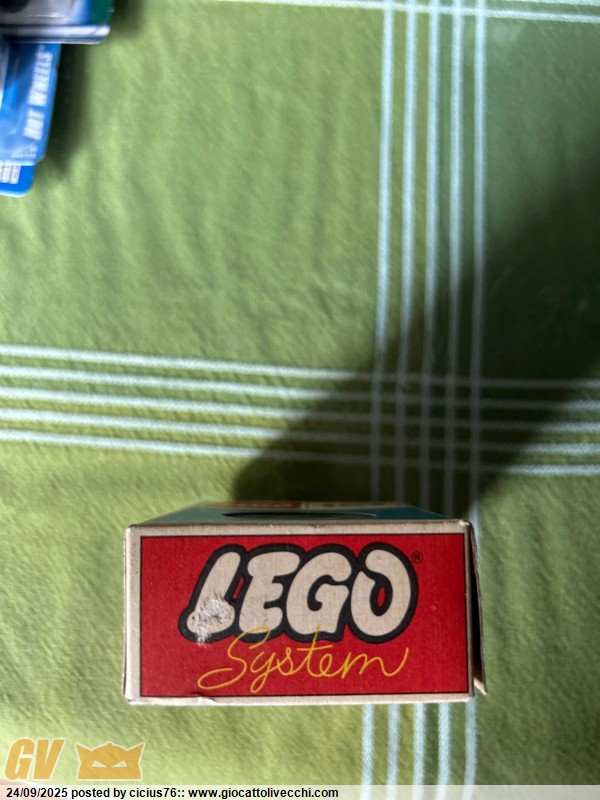 HOT WHEELS
LEGO®
System
GV
24/09/2025 posted by cicius76:: www.giocattolivecchi.com